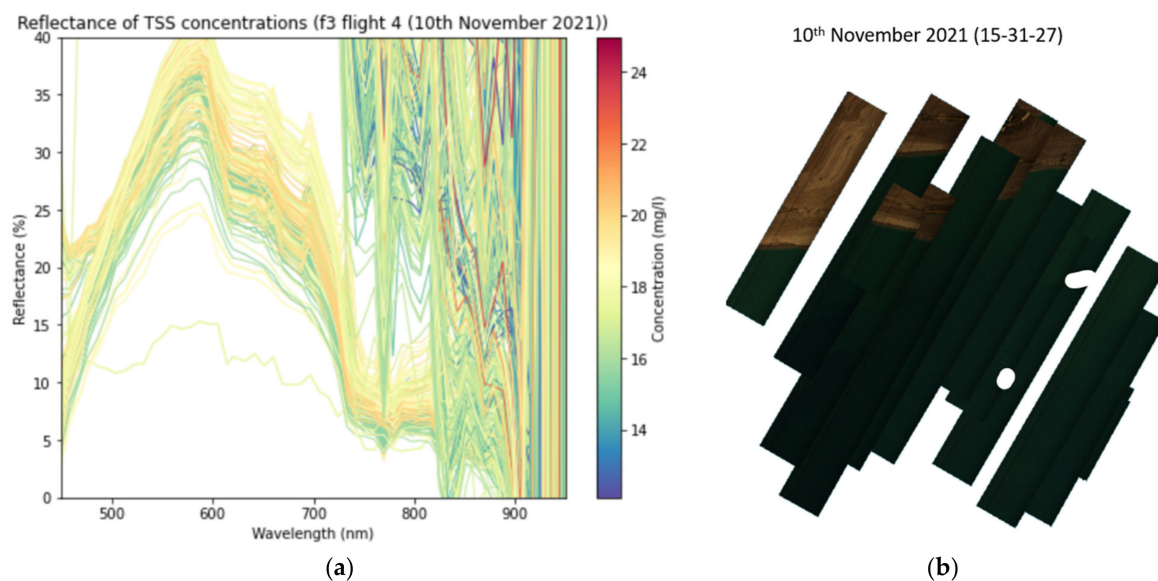 Reflectance of TSS concentrations (f3 flight 4 (10th November 2021))
40
35
30
25
20
15
10
5
0
Reflectance (%)
500
600
700
800
900
Wavelength (nm)
24
22
20
18
16
14
Concentration (mg/l)
(a)
10th November 2021 (15-31-27)
(b)